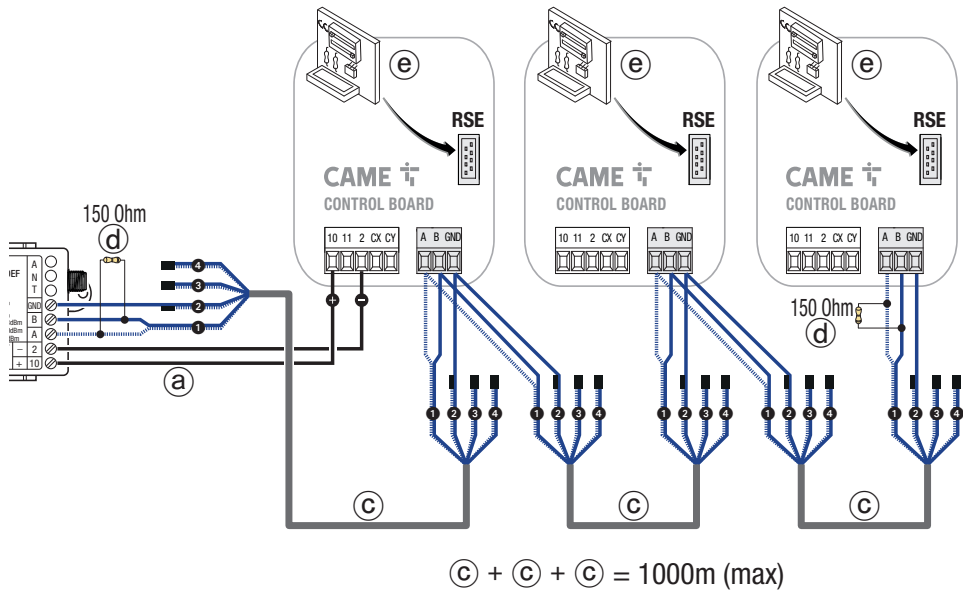 ⓔ
RSE
CAME
CONTROL BOARD
10 11 2 CX CY
A B GND
ⓔ
RSE
CAME
CONTROL BOARD
10 11 2 CX CY
A B GND
ⓔ
RSE
CAME
CONTROL BOARD
10 11 2 CX CY
A B GND
150 Ohm
ⓓ
DEF
A
N
T
GND
B
A
dBm
dBm
dBm
− 2
+ 10
4
3
2
1
+
−
ⓐ
150 Ohm
ⓓ
1 2 3 4
1 2 3 4
1 2 3 4
1 2 3 4
1 2 3 4
ⓒ
ⓒ
ⓒ
ⓒ + ⓒ + ⓒ = 1000m (max)